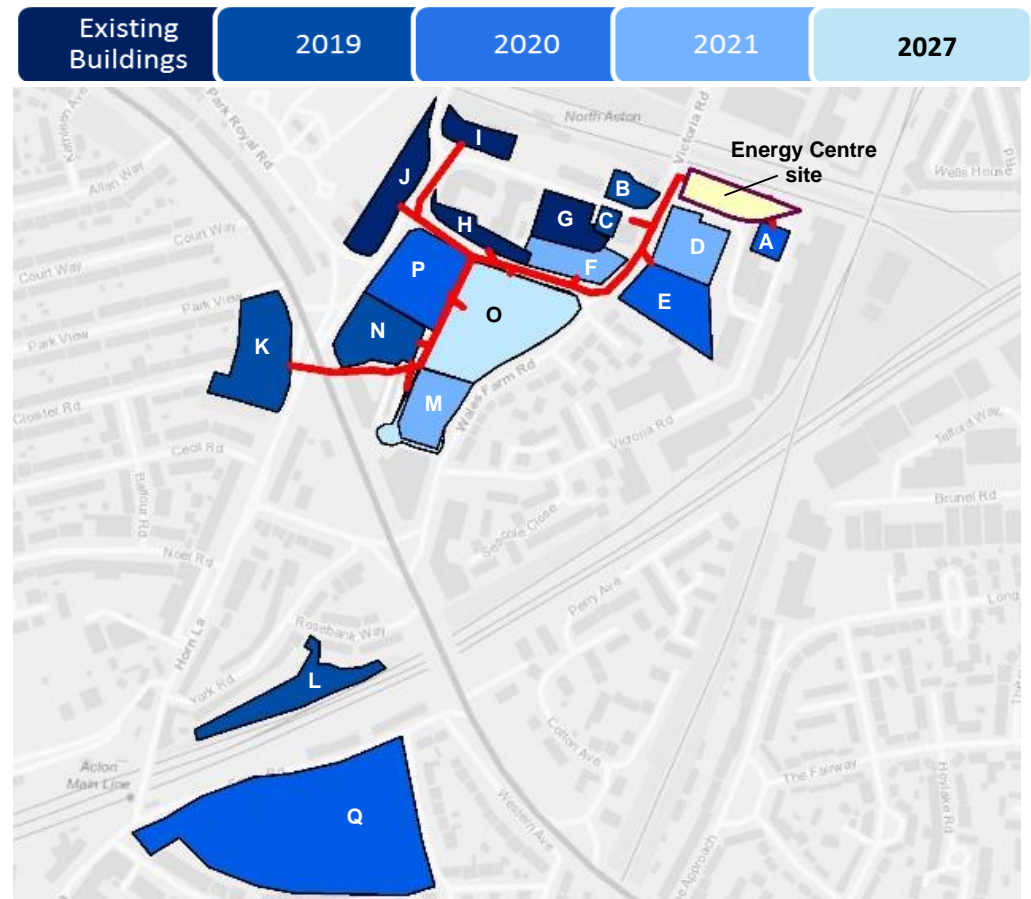 Existing
Buildings
2019
2020
2021
2027
North Acton
Victoria Rd
Park Royal Rd
Allan Way
Energy Centre
site
Wells House
Rd
I
J
B
G
C
H
A
D
F
Court Way
Court Way
P
E
O
Park View
Park View
N
K
Wales Farm Rd
M
Closter Rd
Victoria Rd
Telford Way
Cecil Rd
Balfour Rd
Brunel Rd
Noel Rd
Perry Ave
Long
Rosebank Way
Horn La
L
York Rd
Cotton Ave
Acton
Main Line
The Fairway
Hoylake Rd
Q
Western Ave
e Approach